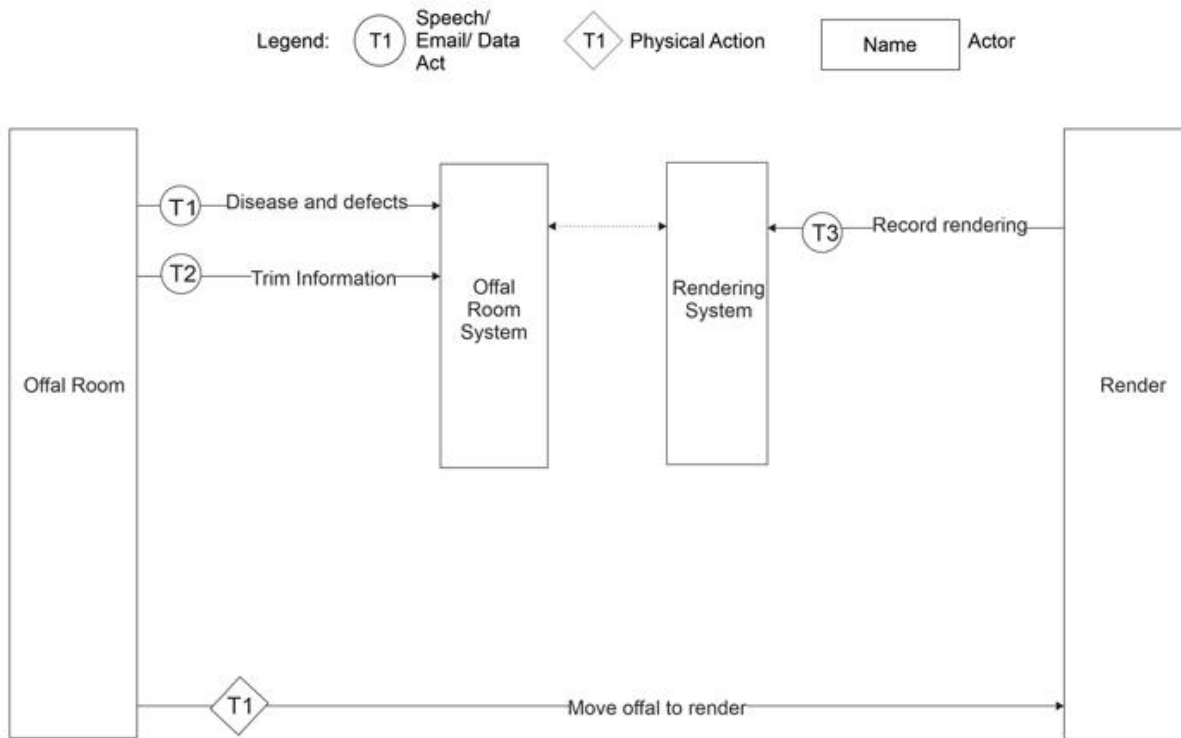 Legend:
T1
Speech/
Email/ Data
Act
T1
Physical Action
Name
Actor
T1
Disease and defects
T2
Trim Information
T3
Record rendering
Offal
Room
System
Rendering
System
Offal Room
Render
T1
Move offal to render